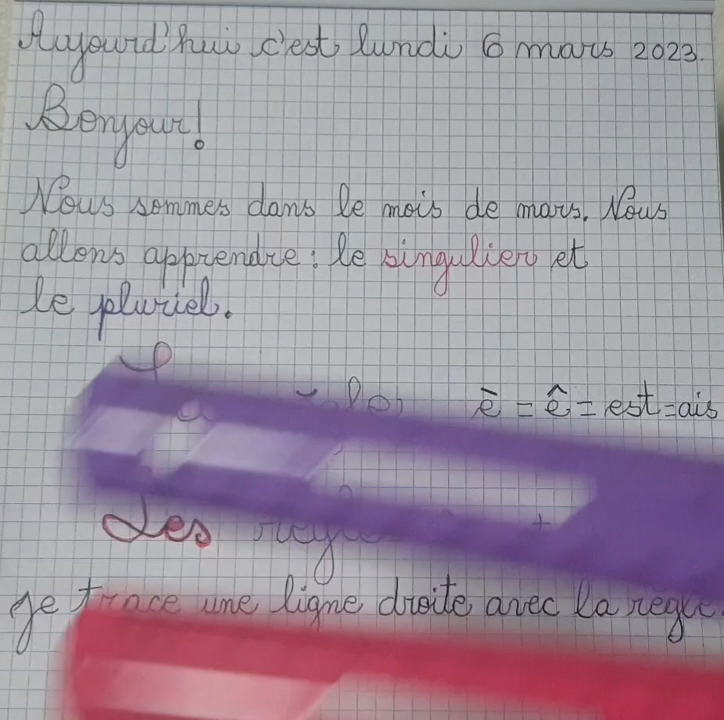 Aujourd'hui c'est lundi 6 mars 2023.
Bonjour!
Nous sommes dans le mois de mars. Nous
allons apprendre: le singulier et
le pluriel.
ē = ê = est = ais
Les
je trace une ligne droite avec la règle.